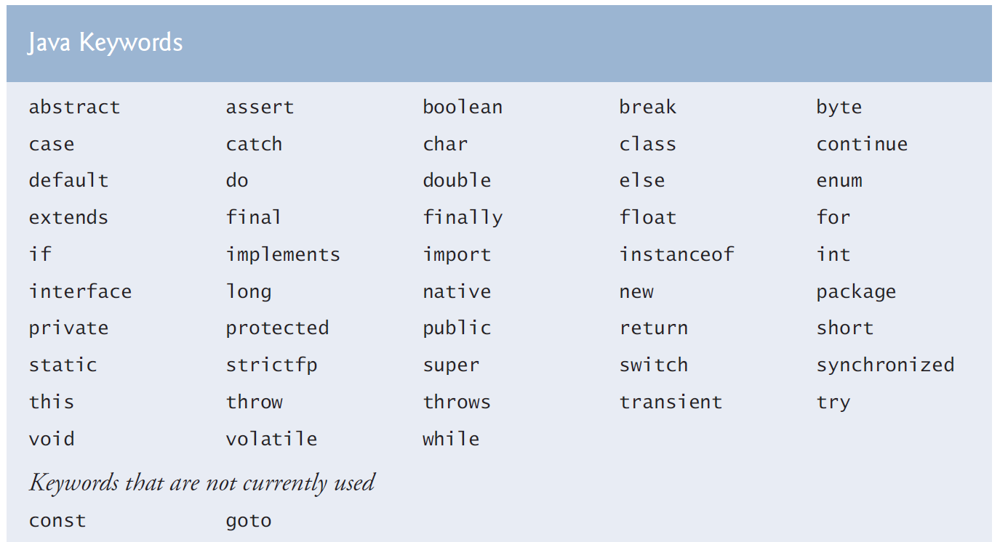 Java Keywords
abstract assert boolean break byte
case catch char class continue
default do double else enum
extends final finally float for
if implements import instanceof int
interface long native new package
private protected public return short
static strictfp super switch synchronized
this throw throws transient try
void volatile while
Keywords that are not currently used
const goto